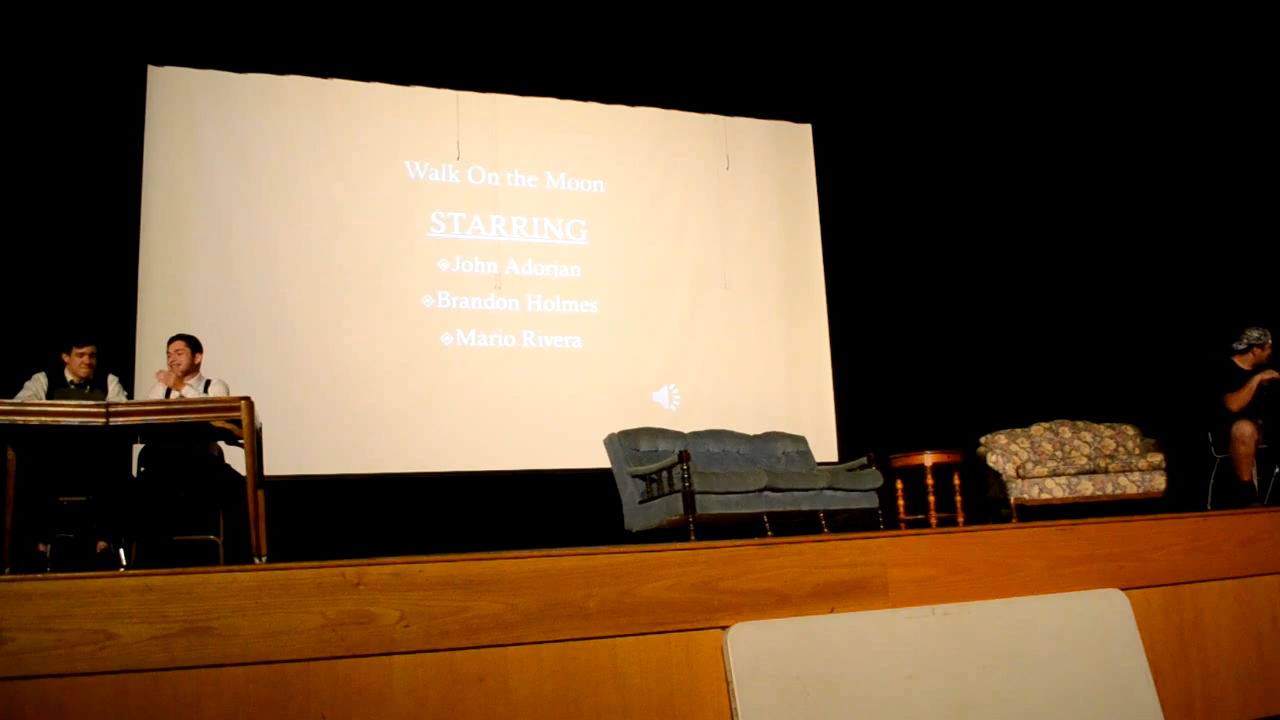 Walk On the Moon
STARRING
John Adorjan
Brandon Holmes
Mario Rivera